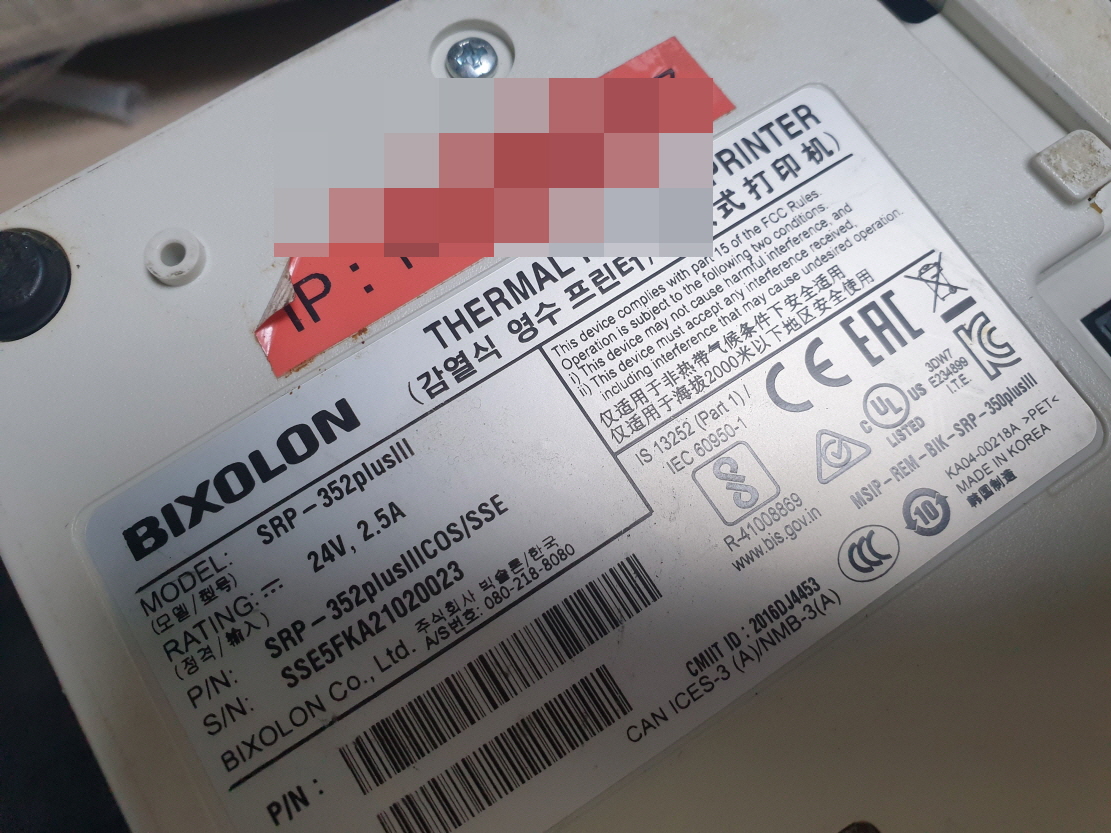 IP :
THERMAL
PRINTER
(감열식 영수 프린터/
式打印机)
BIXOLON
MODEL: SRP-352plusIII
(모델/型号)
RATING: ⎓ 24V, 2.5A
(정격/输入)
P/N: SRP-352plusIIICOS/SSE
S/N: SSE5FKA21020023
BIXOLON Co., Ltd. 주식회사 빅솔론/한국
A/S번호: 080-218-8080
P/N :
This device complies with part 15 of the FCC Rules.
Operation is subject to the following two conditions.
i) This device may not cause harmful interference, and
ii) This device must accept any interference received,
including interference that may cause undesired operation.
仅适用于非热带气候条件下安全适用
仅适用于海拔2000米以下地区安全使用
IS 13252 (Part 1) /
IEC 60950-1
R-41008869
www.bis.gov.in
CE
EAC
C UL US
LISTED
3DW7
E234899
I.T.E.
MSIP-REM-BIK-SRP-350plusIII
KA04-00218A >PET<
MADE IN KOREA
韩国制造
10
CCC
CMIIT ID : 2016DJ4453
CAN ICES-3 (A)/NMB-3(A)